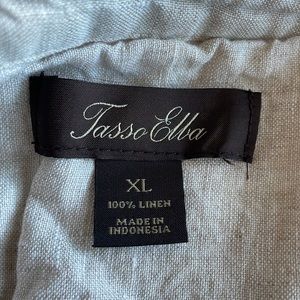 Tasso Elba
XL
100% LINEN
MADE IN
INDONESIA